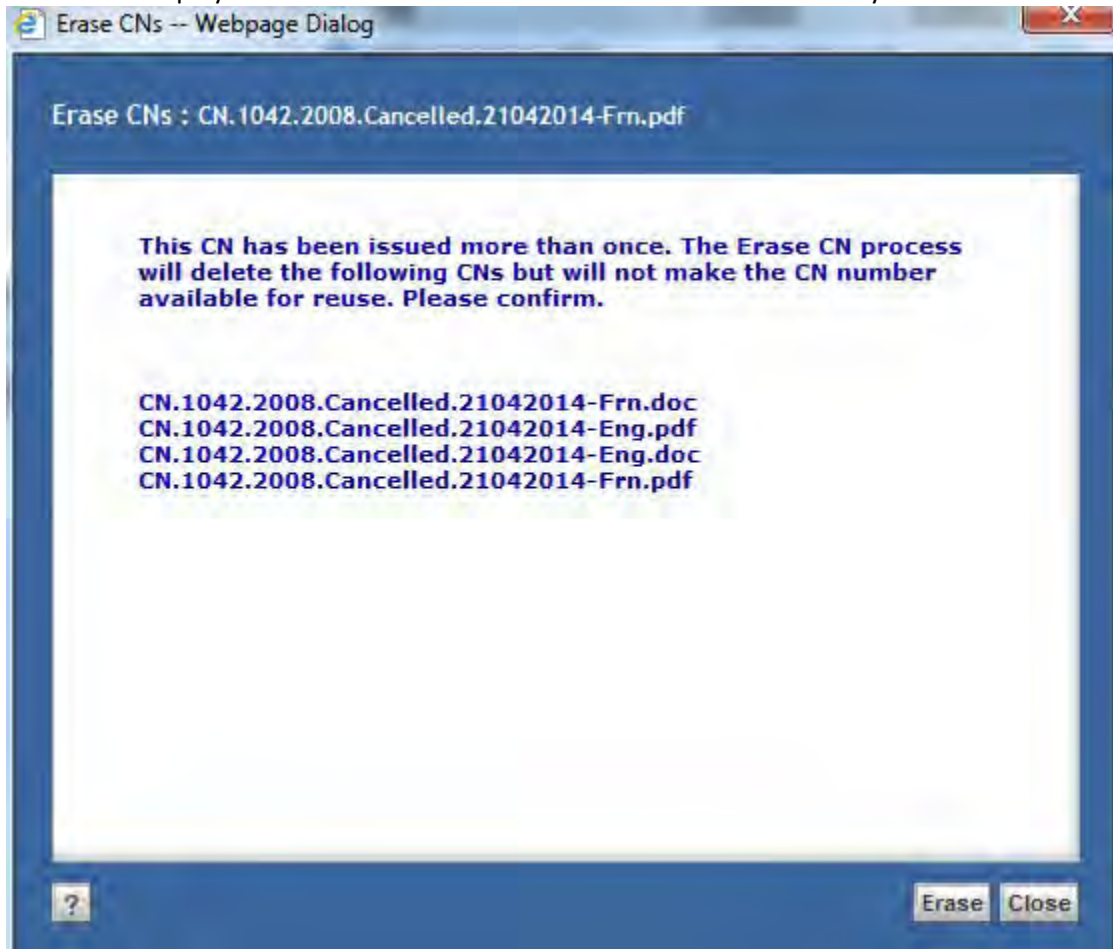 Erase CNs -- Webpage Dialog
X
Erase CNs : CN.1042.2008.Cancelled.21042014-Frn.pdf
This CN has been issued more than once. The Erase CN process
will delete the following CNs but will not make the CN number
available for reuse. Please confirm.
CN.1042.2008.Cancelled.21042014-Frn.doc
CN.1042.2008.Cancelled.21042014-Eng.pdf
CN.1042.2008.Cancelled.21042014-Eng.doc
CN.1042.2008.Cancelled.21042014-Frn.pdf
?
Erase Close